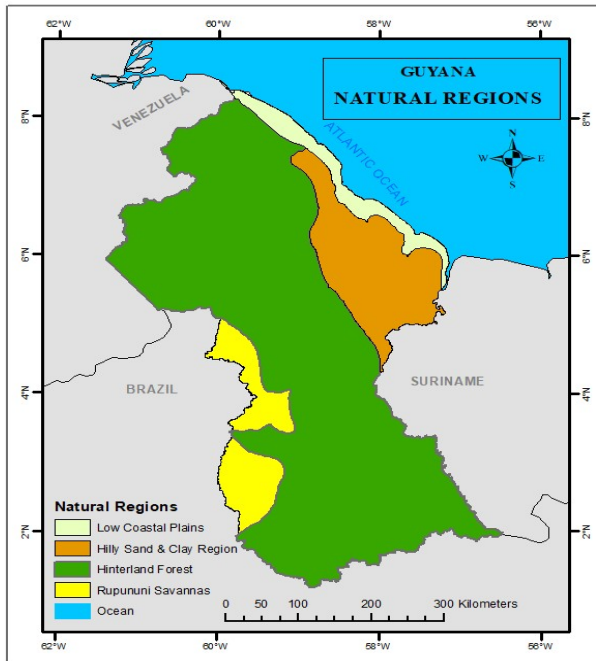 62°W 60°W 58°W 56°W
GUYANA
NATURAL REGIONS
VENEZUELA
ATLANTIC OCEAN
N
W E
S
8°N 8°N
6°N 6°N
4°N 4°N
2°N 2°N
BRAZIL
SURINAME
Natural Regions
Low Coastal Plains
Hilly Sand & Clay Region
Hinterland Forest
Rupununi Savannas
Ocean
0 50 100 200 300 Kilometers
62°W 60°W 58°W 56°W